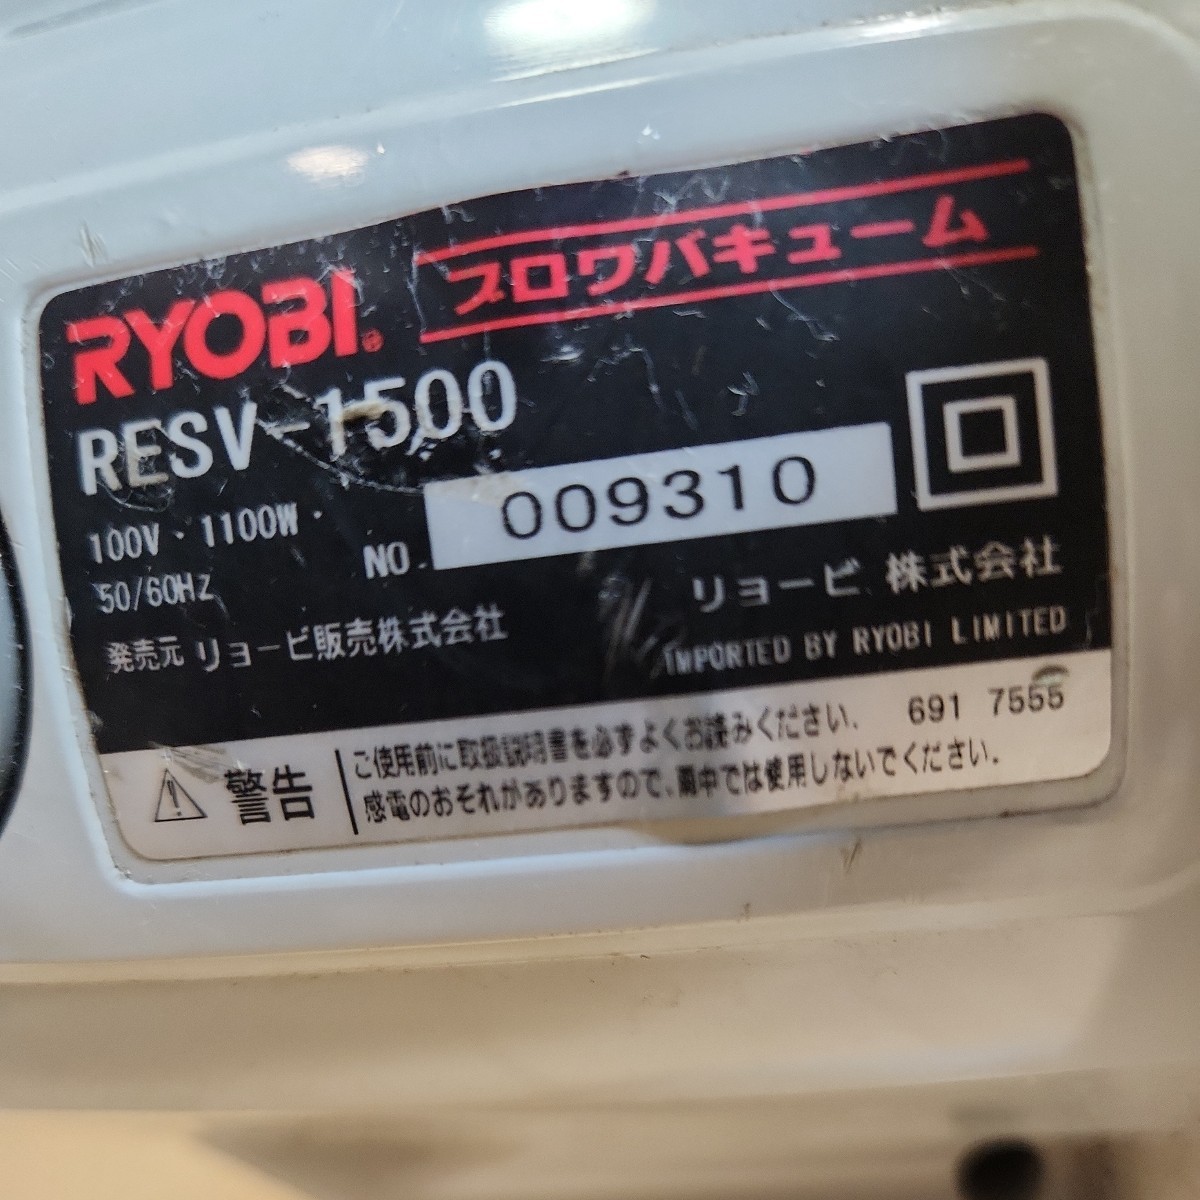 RYOBI® ブロワバキューム
RESV-1500
100V・1100W・
50/60Hz
NO. 009310
発売元 リョービ販売株式会社
リョービ 株式会社
IMPORTED BY RYOBI LIMITED
警告
ご使用前に取扱説明書を必ずよくお読みください. 691 7555
感電のおそれがありますので、雨中では使用しないでください.